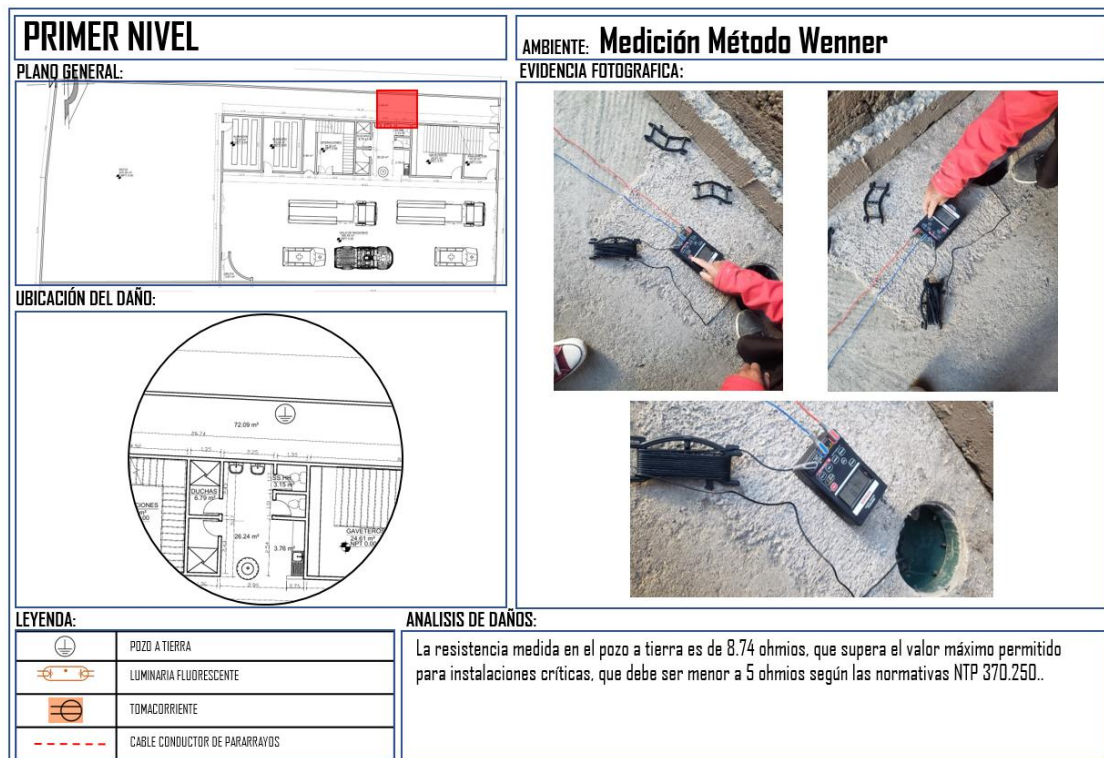 PRIMER NIVEL
AMBIENTE: Medición Método Wenner
PLANO GENERAL:
EVIDENCIA FOTOGRAFICA:
UBICACIÓN DEL DAÑO:
72.09 m²
DUCHAS
6.79 m²
SS.HH.
3.15 m²
CIONES
26.24 m²
3.76 m²
GAVETEROS
24.61 m²
NPT 0.00
LEYENDA:
POZO A TIERRA
LUMINARIA FLUORESCENTE
TOMACORRIENTE
CABLE CONDUCTOR DE PARARRAYOS
ANALISIS DE DAÑOS:
La resistencia medida en el pozo a tierra es de 8.74 ohmios, que supera el valor máximo permitido
para instalaciones críticas, que debe ser menor a 5 ohmios según las normativas NTP 370.250..